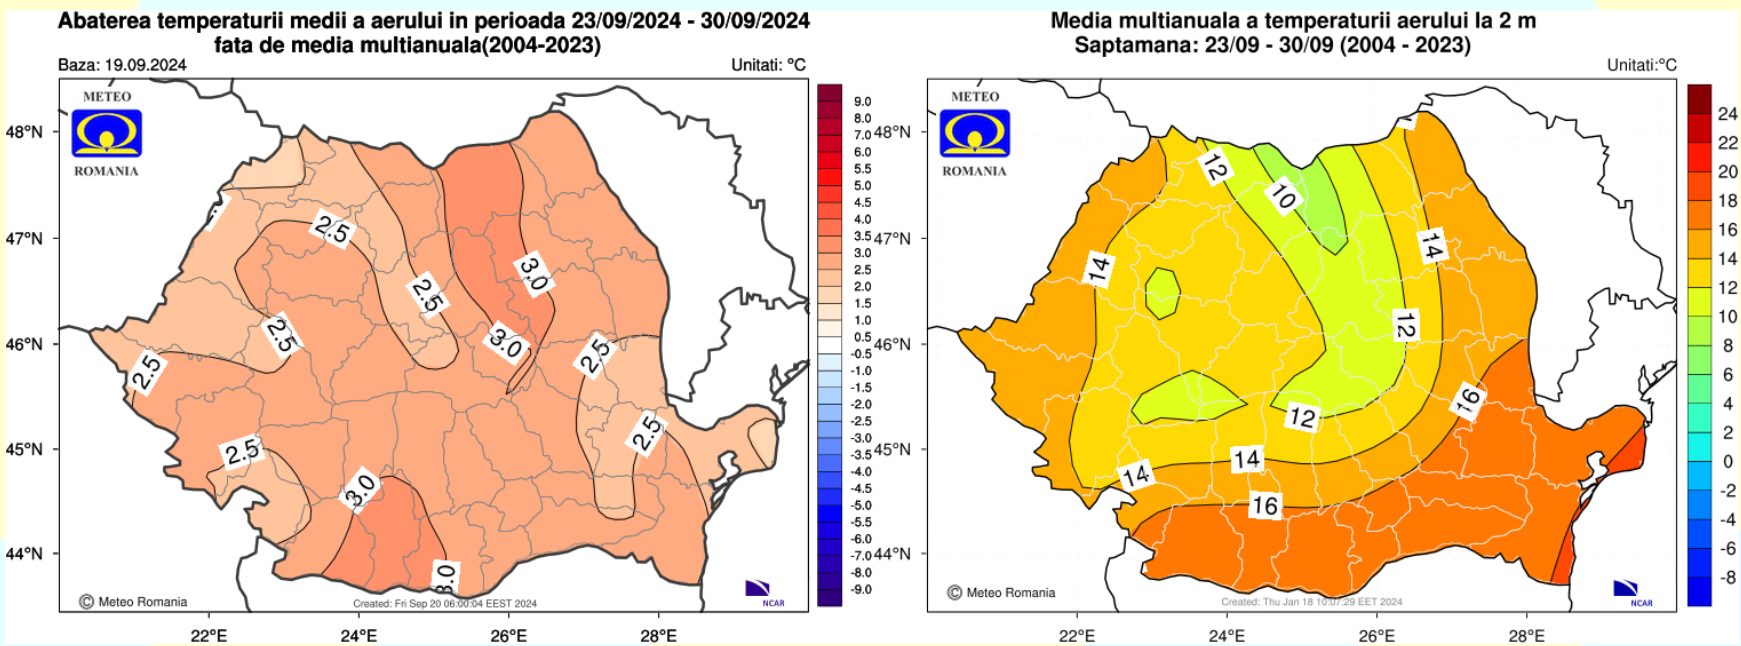 Abaterea temperaturii medii a aerului in perioada 23/09/2024 - 30/09/2024
fata de media multianuala(2004-2023)
Baza: 19.09.2024
Unitati: °C
METEO
ROMANIA
48°N
47°N
46°N
45°N
44°N
22°E
24°E
26°E
28°E
2.5
2.5
3.0
2.5
3.0
2.5
2.5
2.5
2.5
3.0
3.0
9.0
8.0
7.0
6.0
5.5
5.0
4.5
4.0
3.5
3.0
2.5
2.0
1.5
1.0
0.5
-0.5
-1.0
-1.5
-2.0
-2.5
-3.0
-3.5
-4.0
-4.5
-5.0
-5.5
-6.0
-7.0
-8.0
-9.0
© Meteo Romania
Created: Fri Sep 20 06:00:04 EEST 2024
NCAR
Media multianuala a temperaturii aerului la 2 m
Saptamana: 23/09 - 30/09 (2004 - 2023)
Unitati:°C
METEO
ROMANIA
48°N
47°N
46°N
45°N
44°N
22°E
24°E
26°E
28°E
12
10
14
14
12
16
12
14
14
16
24
22
20
18
16
14
12
10
8
6
4
2
0
-2
-4
-6
-8
© Meteo Romania
Created: Thu Jan 18 10:07:29 EET 2024
NCAR